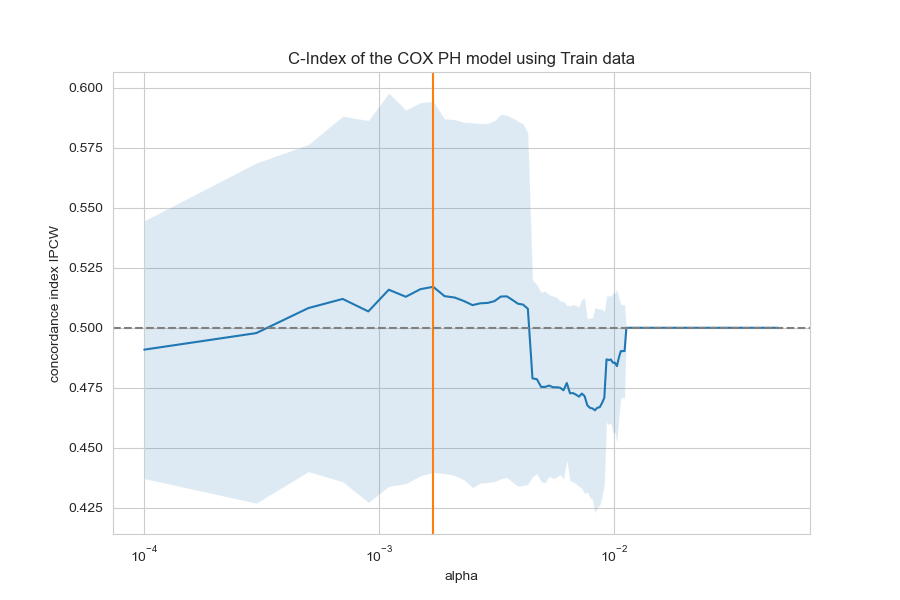 C-Index of the COX PH model using Train data
concordance index IPCW
0.600
0.575
0.550
0.525
0.500
0.475
0.450
0.425
10⁻⁴ 10⁻³ 10⁻²
alpha